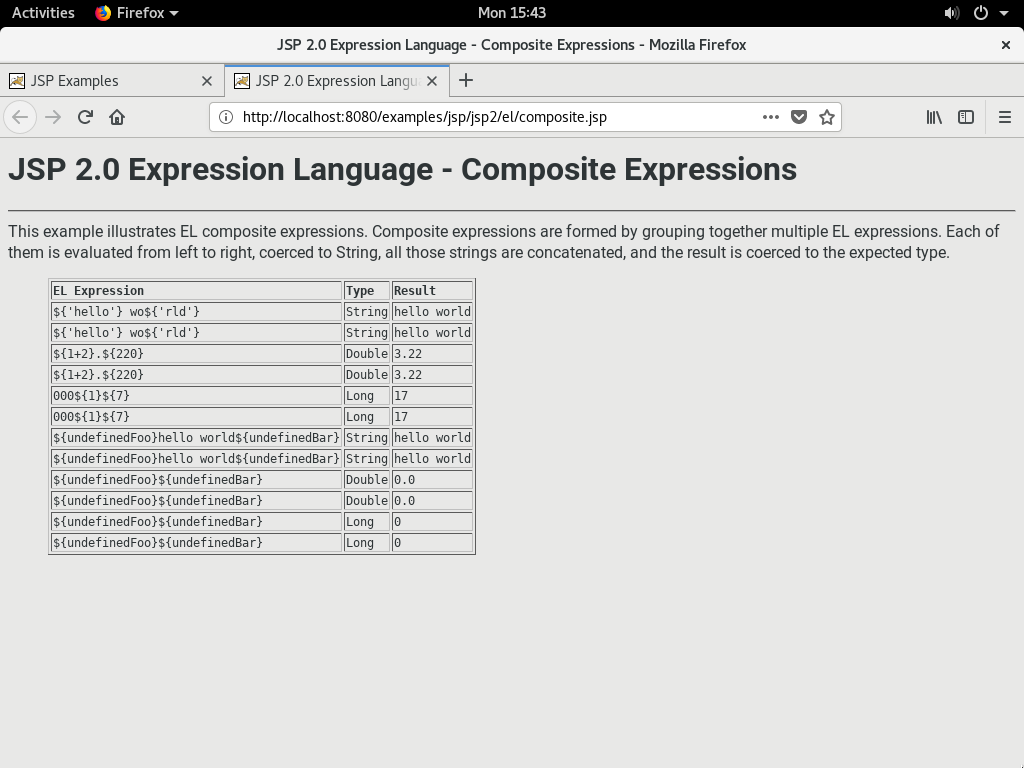 Activities Firefox Mon 15:43
JSP 2.0 Expression Language - Composite Expressions - Mozilla Firefox
JSP Examples JSP 2.0 Expression Langu
http://localhost:8080/examples/jsp/jsp2/el/composite.jsp
JSP 2.0 Expression Language - Composite Expressions
This example illustrates EL composite expressions. Composite expressions are formed by grouping together multiple EL expressions. Each of
them is evaluated from left to right, coerced to String, all those strings are concatenated, and the result is coerced to the expected type.
EL Expression Type Result
${'hello'} wo${'rld'} String hello world
${'hello'} wo${'rld'} String hello world
${1+2}.${220} Double 3.22
${1+2}.${220} Double 3.22
000${1}${7} Long 17
000${1}${7} Long 17
${undefinedFoo}hello world${undefinedBar} String hello world
${undefinedFoo}hello world${undefinedBar} String hello world
${undefinedFoo}${undefinedBar} Double 0.0
${undefinedFoo}${undefinedBar} Double 0.0
${undefinedFoo}${undefinedBar} Long 0
${undefinedFoo}${undefinedBar} Long 0